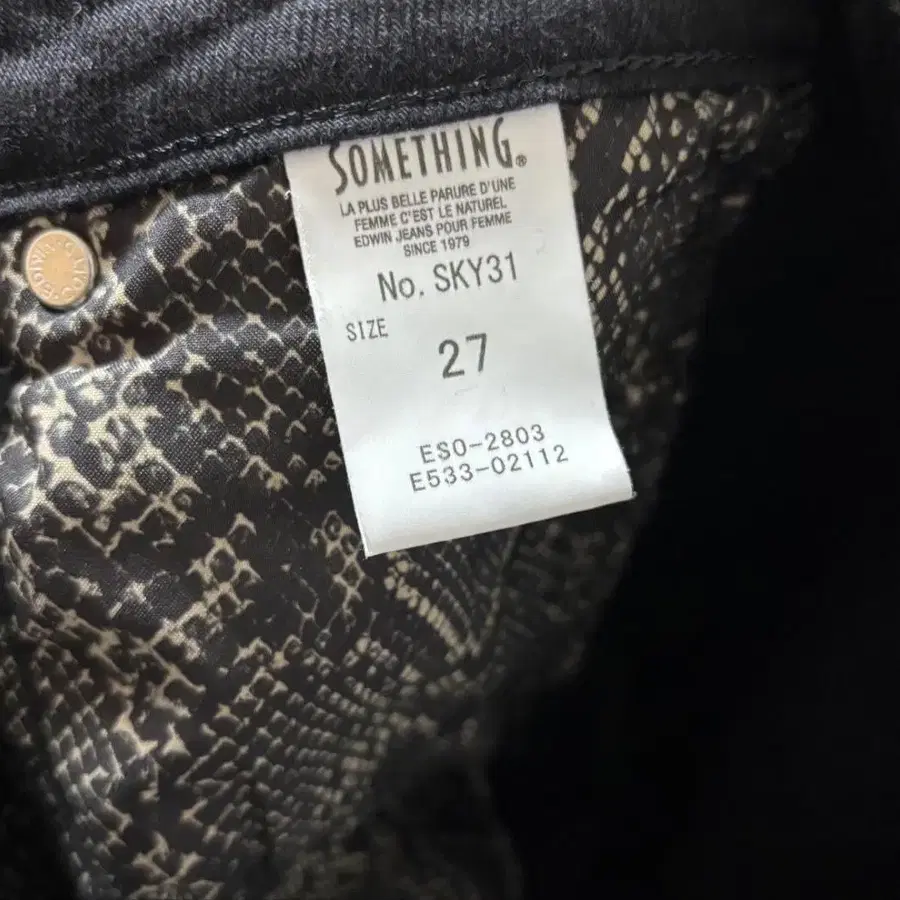 SOMETHING®
LA PLUS BELLE PARURE D'UNE
FEMME C'EST LE NATUREL
EDWIN JEANS POUR FEMME
SINCE 1979
No. SKY31
SIZE
27
ESO-2803
E533-02112